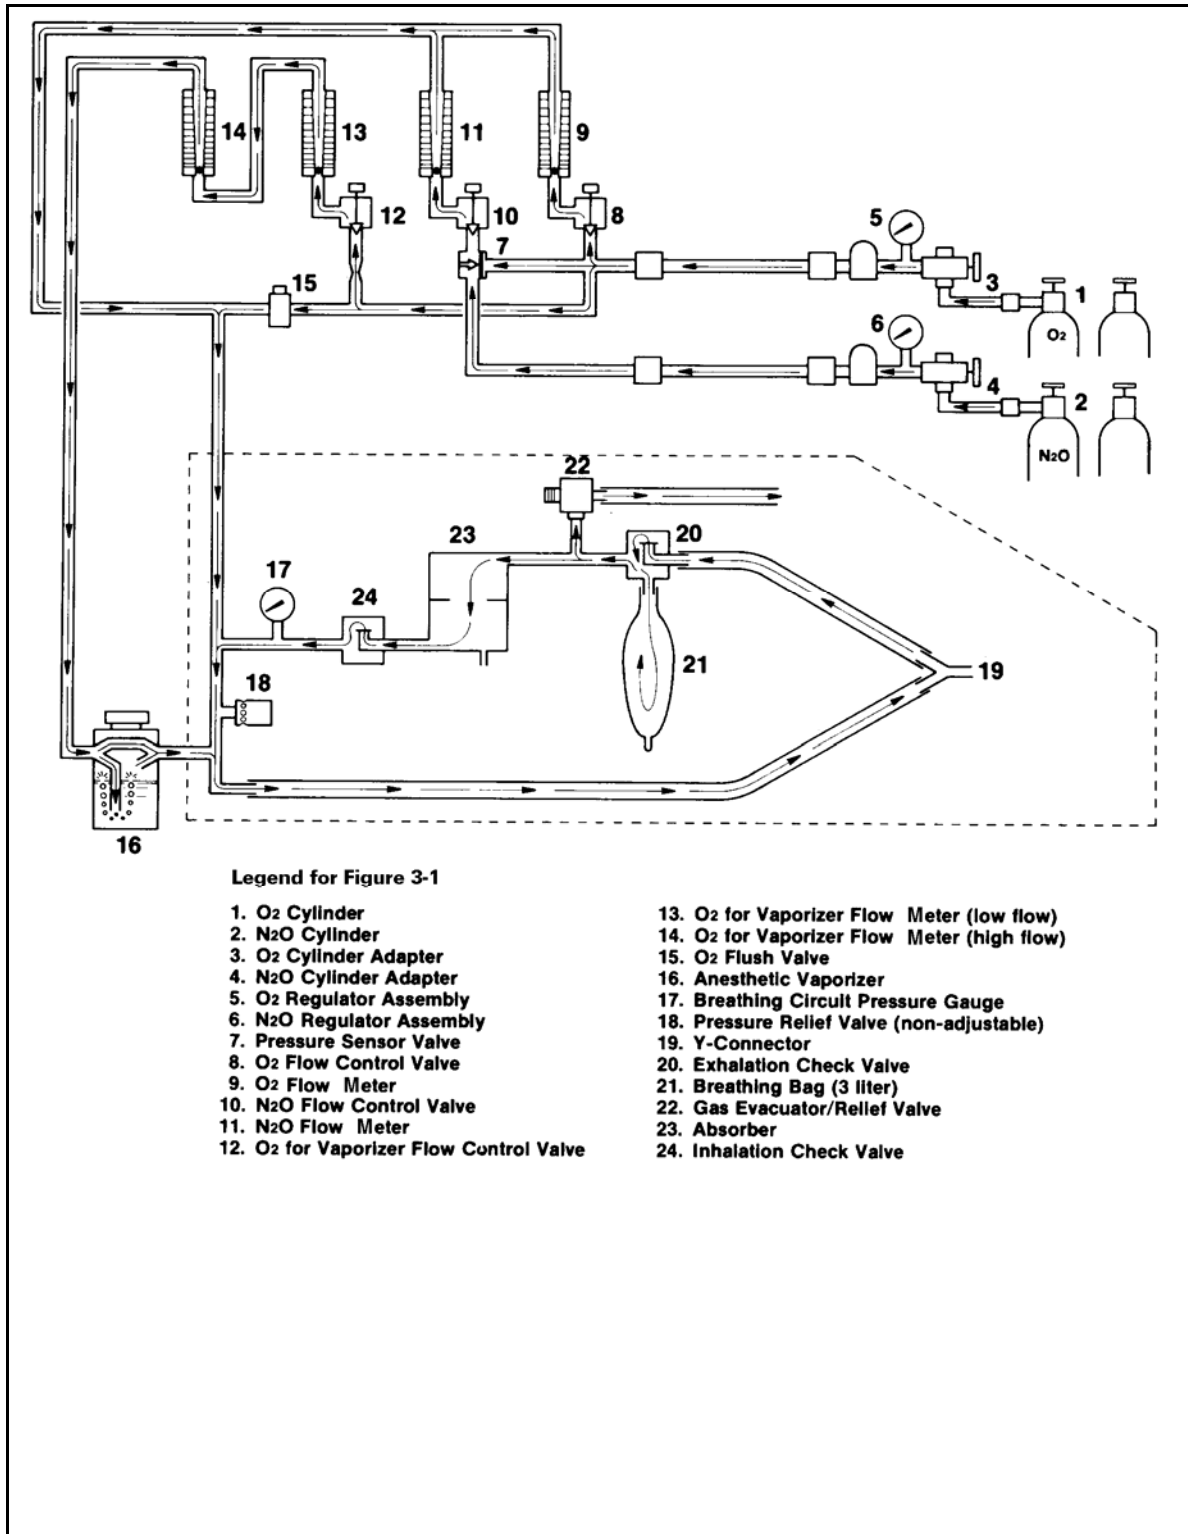 14
13
11
9
12
10
8
7
5
3
1
O2
15
6
4
2
N2O
22
23
20
17
24
21
19
18
16
Legend for Figure 3-1
1. O2 Cylinder
2. N2O Cylinder
3. O2 Cylinder Adapter
4. N2O Cylinder Adapter
5. O2 Regulator Assembly
6. N2O Regulator Assembly
7. Pressure Sensor Valve
8. O2 Flow Control Valve
9. O2 Flow Meter
10. N2O Flow Control Valve
11. N2O Flow Meter
12. O2 for Vaporizer Flow Control Valve
13. O2 for Vaporizer Flow Meter (low flow)
14. O2 for Vaporizer Flow Meter (high flow)
15. O2 Flush Valve
16. Anesthetic Vaporizer
17. Breathing Circuit Pressure Gauge
18. Pressure Relief Valve (non-adjustable)
19. Y-Connector
20. Exhalation Check Valve
21. Breathing Bag (3 liter)
22. Gas Evacuator/Relief Valve
23. Absorber
24. Inhalation Check Valve